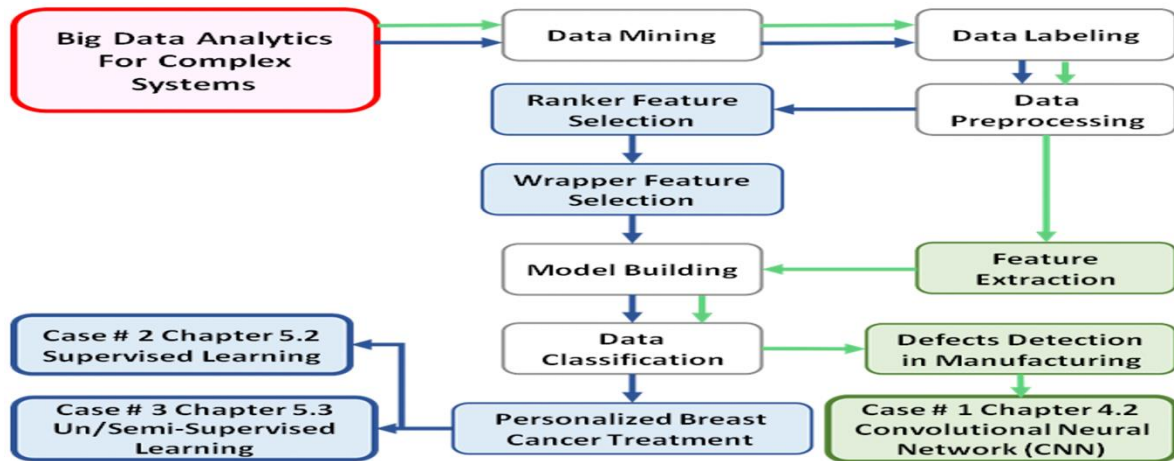 Big Data Analytics
For Complex
Systems
Data Mining
Data Labeling
Ranker Feature
Selection
Data
Preprocessing
Wrapper Feature
Selection
Model Building
Feature
Extraction
Case # 2 Chapter 5.2
Supervised Learning
Data
Classification
Defects Detection
in Manufacturing
Case # 3 Chapter 5.3
Un/Semi-Supervised
Learning
Personalized Breast
Cancer Treatment
Case # 1 Chapter 4.2
Convolutional Neural
Network (CNN)